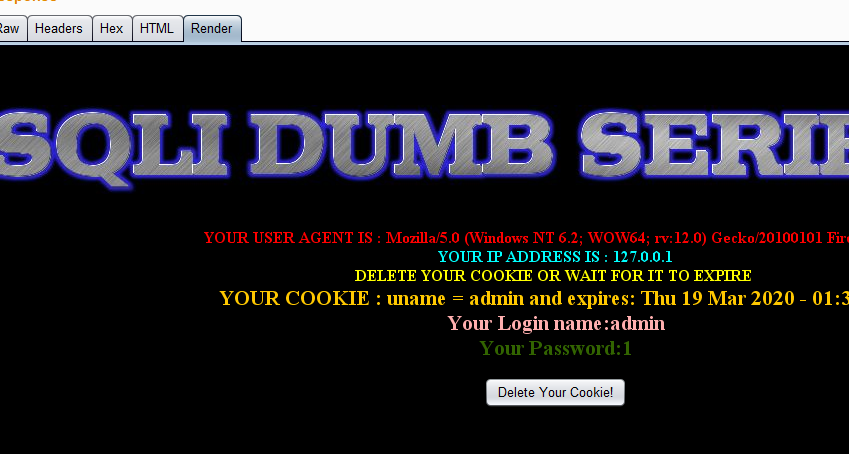 Raw Headers Hex HTML Render
SQLI DUMB
YOUR USER AGENT IS : Mozilla/5.0 (Windows NT 6.2; WOW64; rv:12.0) Gecko/20100101
YOUR IP ADDRESS IS : 127.0.0.1
DELETE YOUR COOKIE OR WAIT FOR IT TO EXPIRE
YOUR COOKIE : uname = admin and expires: Thu 19 Mar 2020 - 01:3
Your Login name:admin
Your Password:1
Delete Your Cookie!